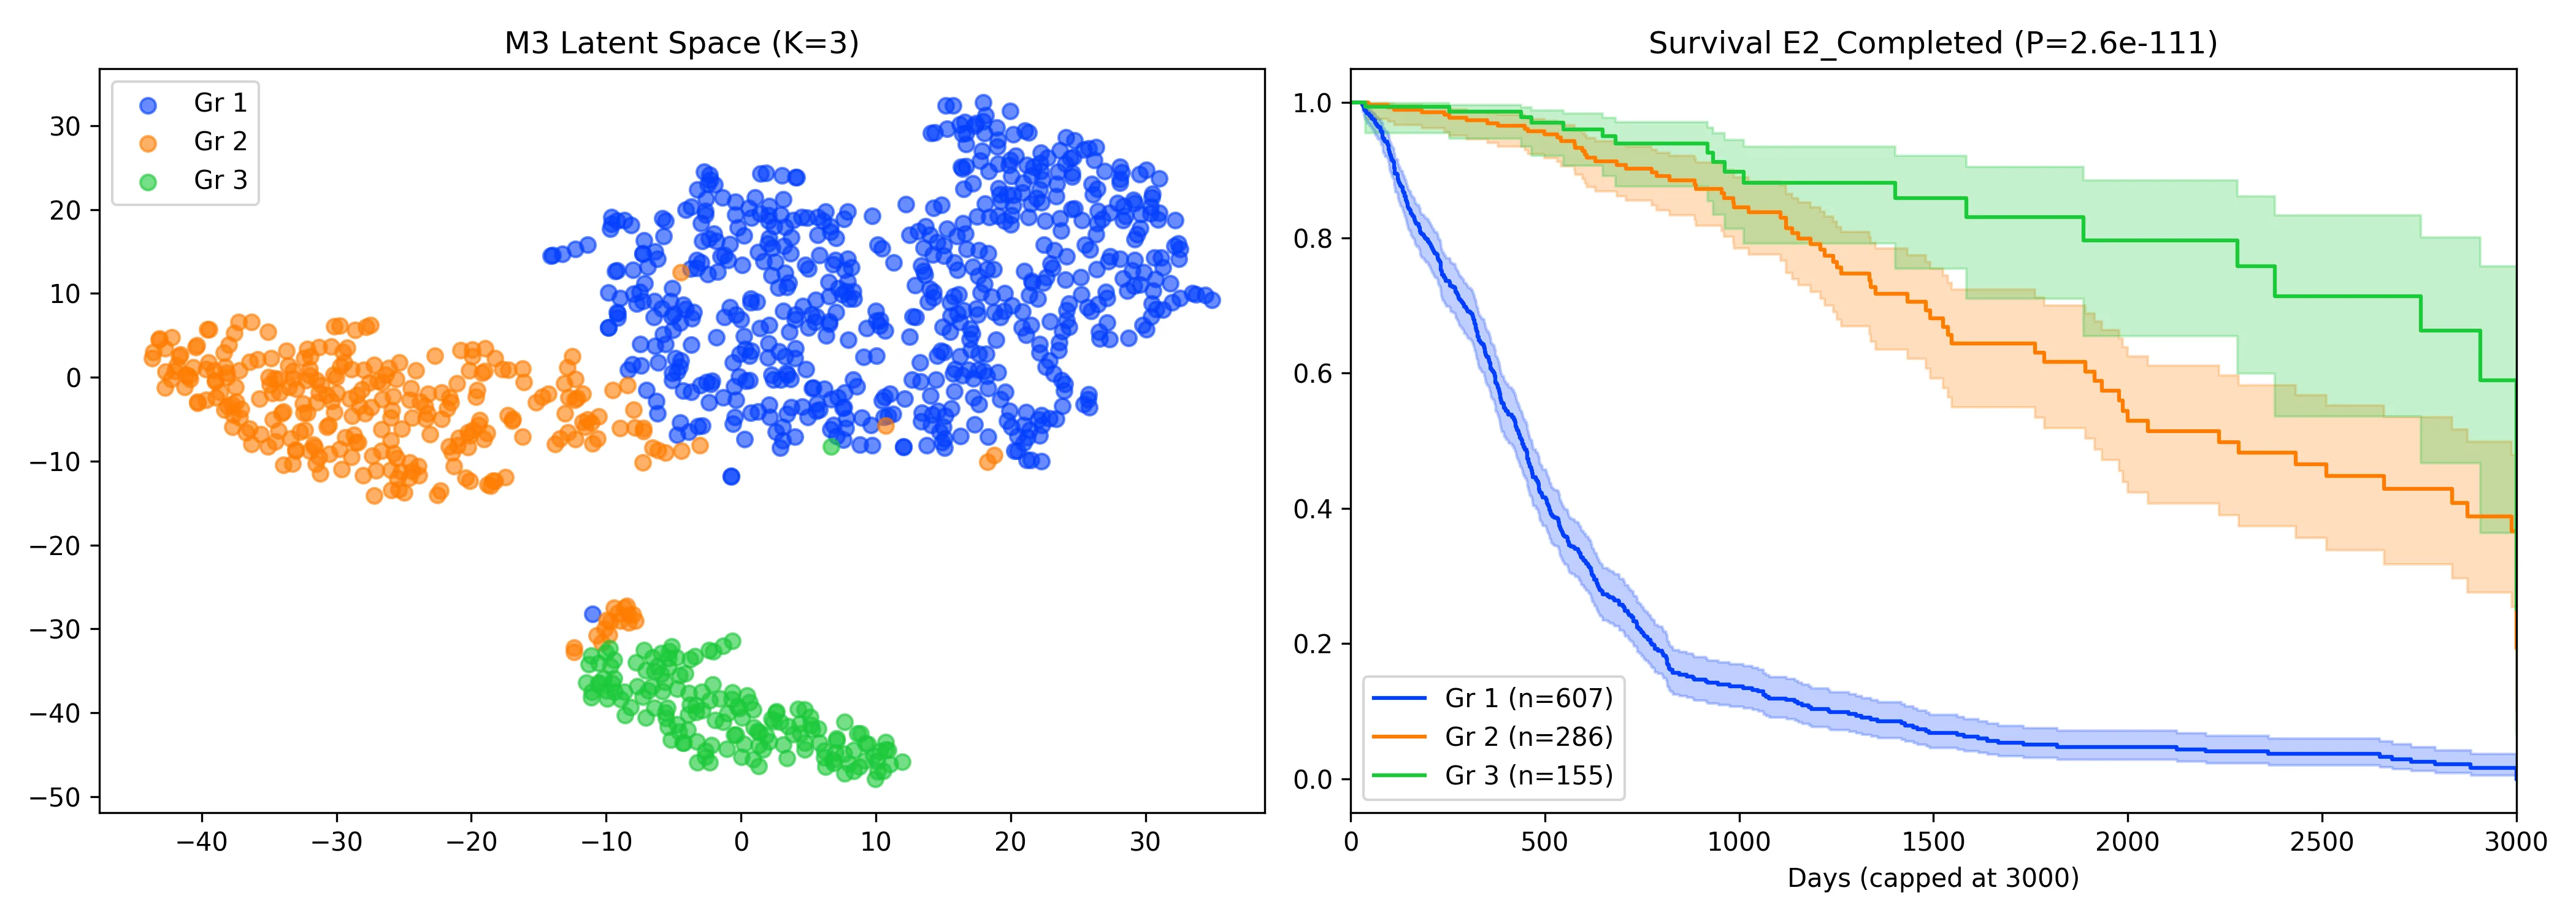 M3 Latent Space (K=3)
Gr 1
Gr 2
Gr 3
30
20
10
0
−10
−20
−30
−40
−50
−40 −30 −20 −10 0 10 20 30
Survival E2_Completed (P=2.6e-111)
1.0
0.8
0.6
0.4
0.2
0.0
Gr 1 (n=607)
Gr 2 (n=286)
Gr 3 (n=155)
0 500 1000 1500 2000 2500 3000
Days (capped at 3000)